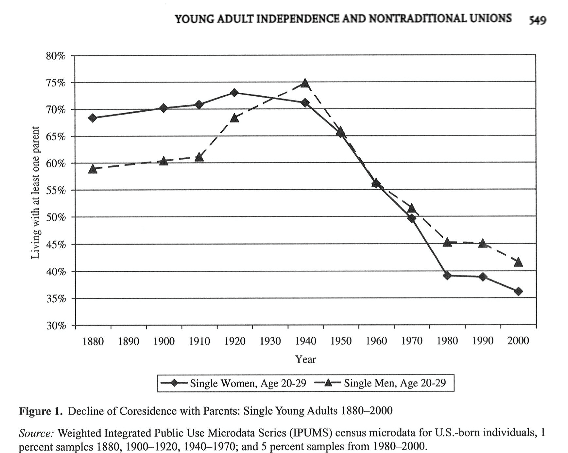 YOUNG ADULT INDEPENDENCE AND NONTRADITIONAL UNIONS 549
80%
75%
70%
65%
60%
55%
50%
45%
40%
35%
30%
Living with at least one parent
1880 1890 1900 1910 1920 1930 1940 1950 1960 1970 1980 1990 2000
Year
Single Women, Age 20-29 Single Men, Age 20-29
Figure 1. Decline of Coresidence with Parents: Single Young Adults 1880–2000
Source: Weighted Integrated Public Use Microdata Series (IPUMS) census microdata for U.S.-born individuals, 1
percent samples 1880, 1900–1920, 1940–1970; and 5 percent samples from 1980–2000.